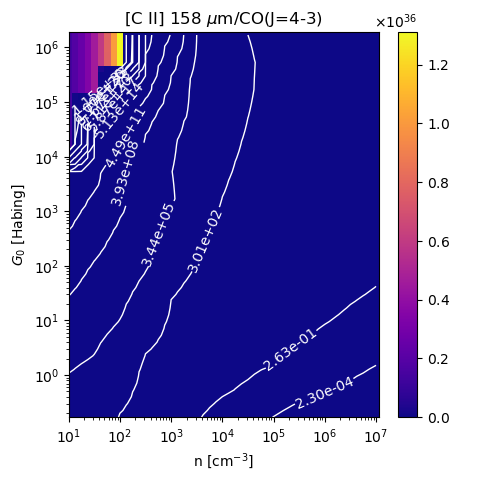 [C II] 158 μm/CO(J=4-3)
×10^36
10^6
10^5
10^4
10^3
10^2
10^1
10^0
G_0 [Habing]
5.13e+14
4.49e+11
3.93e+08
3.44e+05
3.01e+02
2.63e-01
2.30e-04
10^1 10^2 10^3 10^4 10^5 10^6 10^7
n [cm^−3]
1.2
1.0
0.8
0.6
0.4
0.2
0.0